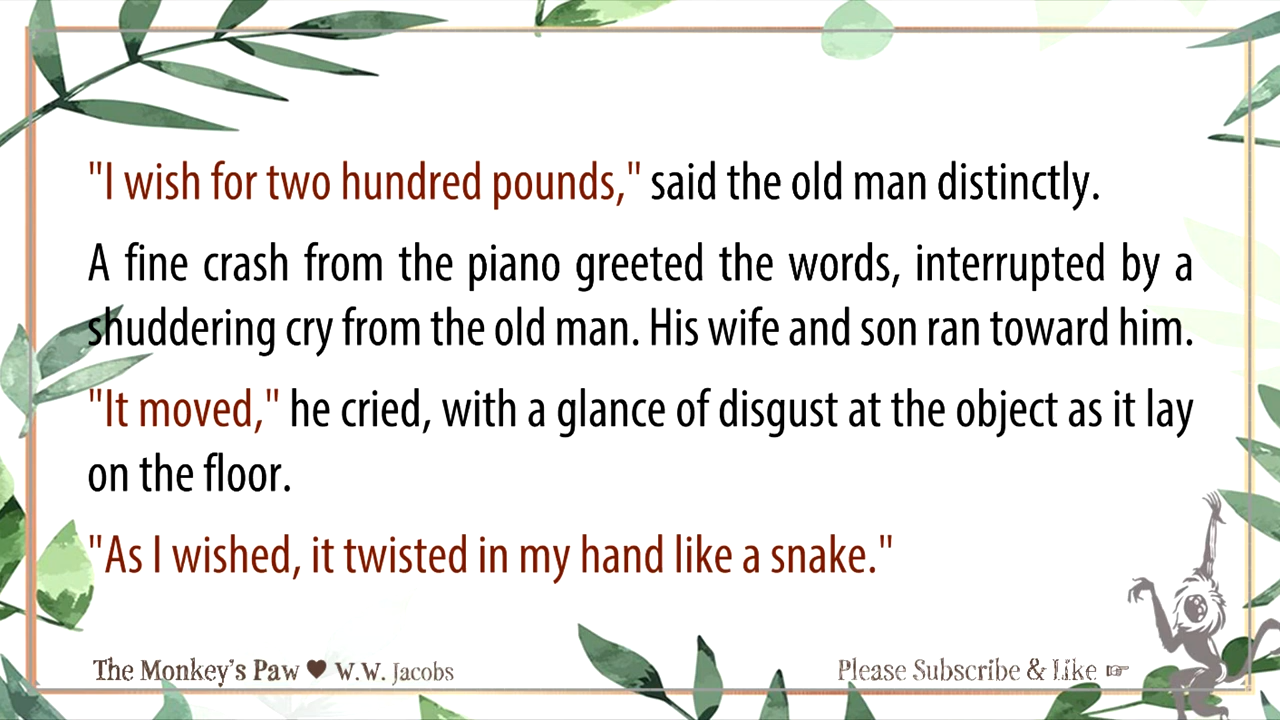 "I wish for two hundred pounds," said the old man distinctly.
A fine crash from the piano greeted the words, interrupted by a
shuddering cry from the old man. His wife and son ran toward him.
"It moved," he cried, with a glance of disgust at the object as it lay
on the floor.
"As I wished, it twisted in my hand like a snake."
The Monkey's Paw ♥ W.W. Jacobs
Please Subscribe & Like ☞